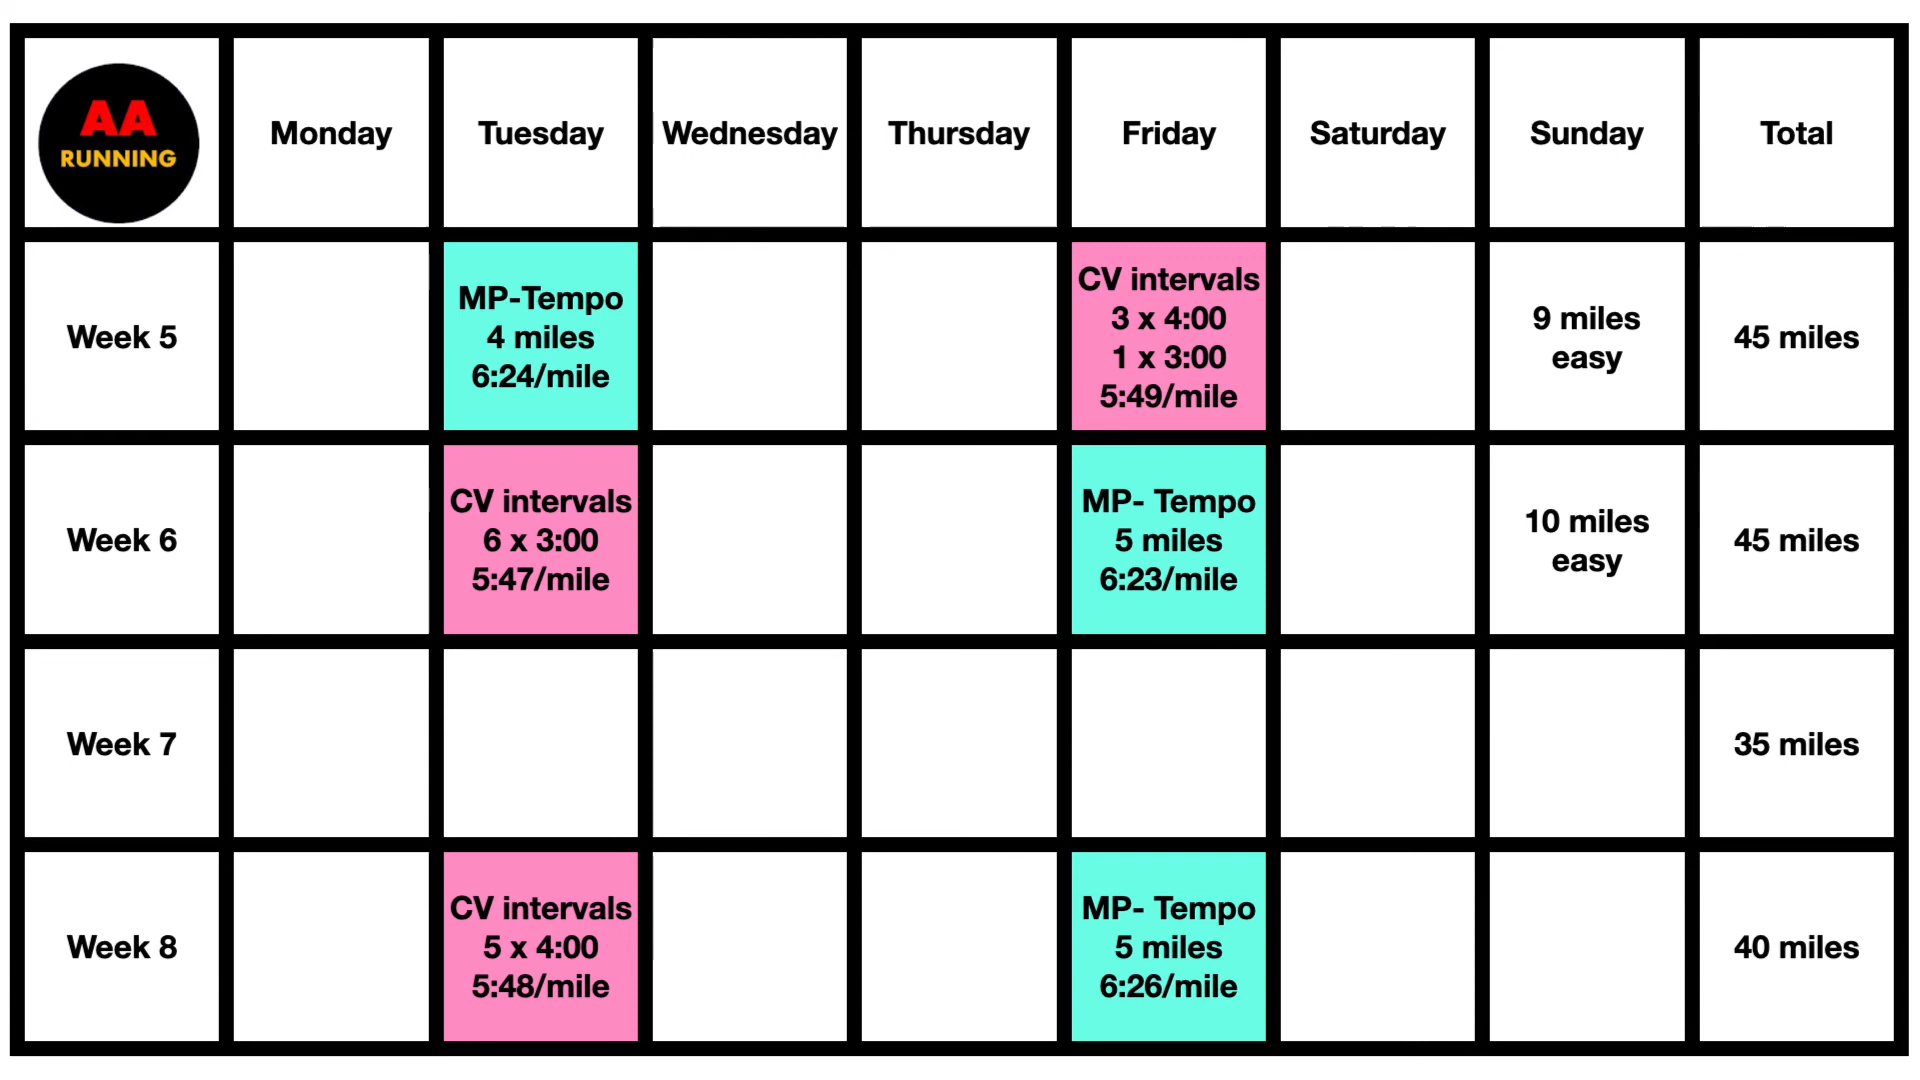 AA
RUNNING
Monday
Tuesday
Wednesday
Thursday
Friday
Saturday
Sunday
Total
Week 5
MP-Tempo
4 miles
6:24/mile
CV intervals
3 x 4:00
1 x 3:00
5:49/mile
9 miles
easy
45 miles
Week 6
CV intervals
6 x 3:00
5:47/mile
MP- Tempo
5 miles
6:23/mile
10 miles
easy
45 miles
Week 7
35 miles
Week 8
CV intervals
5 x 4:00
5:48/mile
MP- Tempo
5 miles
6:26/mile
40 miles